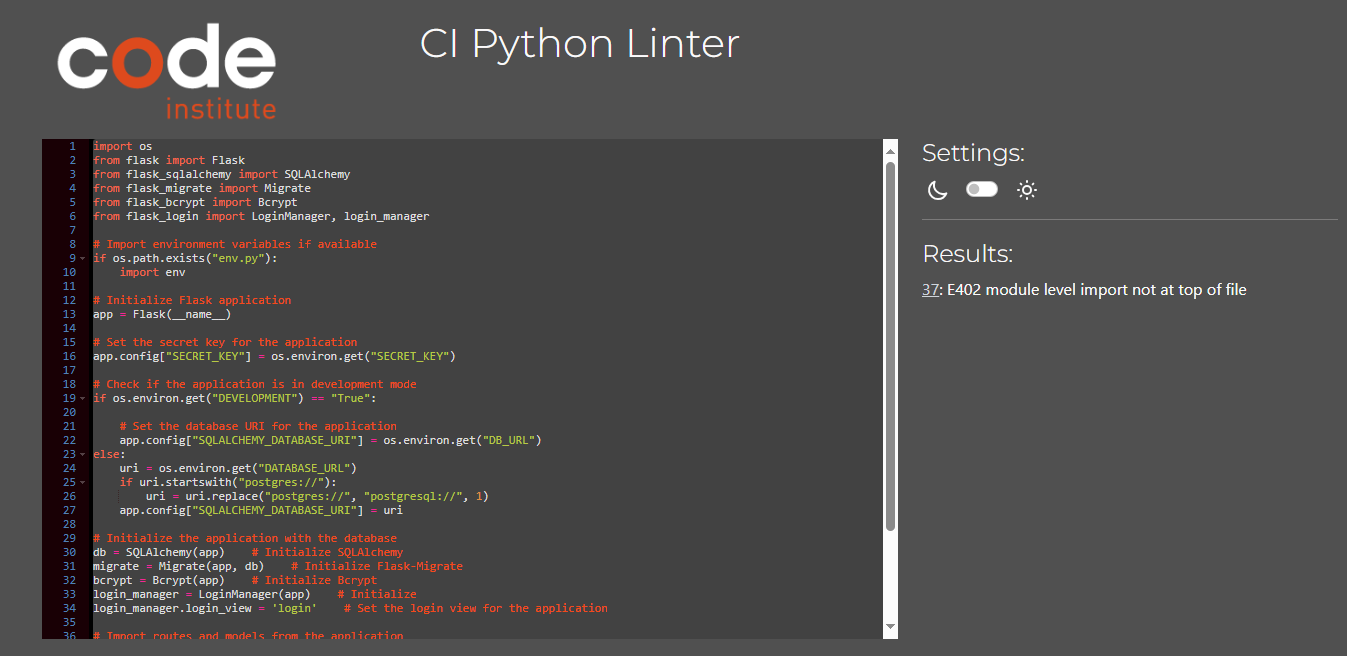 code
institute
CI Python Linter
1 import os
2 from flask import Flask
3 from flask_sqlalchemy import SQLAlchemy
4 from flask_migrate import Migrate
5 from flask_bcrypt import Bcrypt
6 from flask_login import LoginManager, login_manager
7
8 # Import environment variables if available
9 if os.path.exists("env.py"):
10     import env
11
12 # Initialize Flask application
13 app = Flask(__name__)
14
15 # Set the secret key for the application
16 app.config["SECRET_KEY"] = os.environ.get("SECRET_KEY")
17
18 # Check if the application is in development mode
19 if os.environ.get("DEVELOPMENT") == "True":
20
21     # Set the database URI for the application
22     app.config["SQLALCHEMY_DATABASE_URI"] = os.environ.get("DB_URL")
23 else:
24     uri = os.environ.get("DATABASE_URL")
25     if uri.startswith("postgres://"):
26         uri = uri.replace("postgres://", "postgresql://", 1)
27     app.config["SQLALCHEMY_DATABASE_URI"] = uri
28
29 # Initialize the application with the database
30 db = SQLAlchemy(app)    # Initialize SQLAlchemy
31 migrate = Migrate(app, db)    # Initialize Flask-Migrate
32 bcrypt = Bcrypt(app)    # Initialize Bcrypt
33 login_manager = LoginManager(app)    # Initialize
34 login_manager.login_view = 'login'    # Set the login view for the application
35
36 # Import routes and models from the application
Settings:
Results:
37: E402 module level import not at top of file